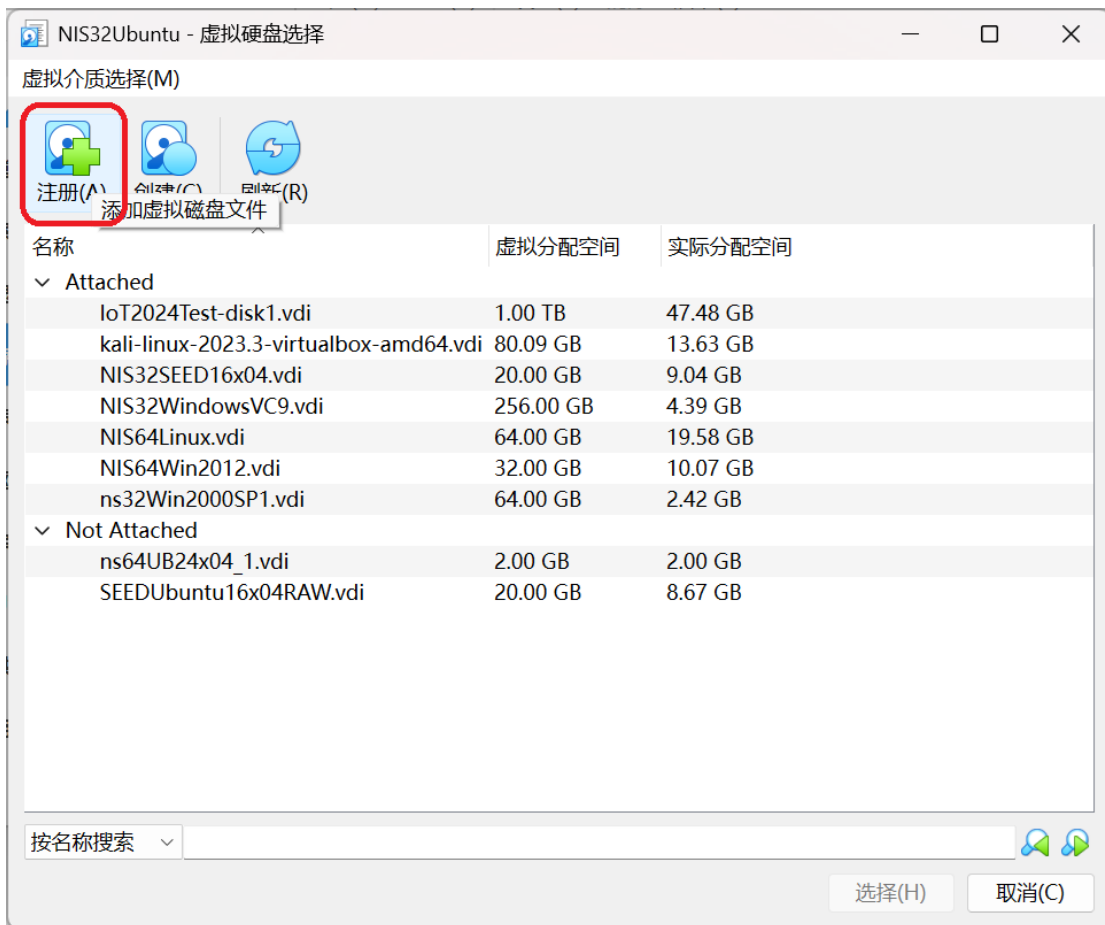 NIS32Ubuntu - 虚拟硬盘选择
虚拟介质选择(M)
注册(A) 创建(C) 刷新(R)
添加虚拟磁盘文件
名称 虚拟分配空间 实际分配空间
Attached
IoT2024Test-disk1.vdi 1.00 TB 47.48 GB
kali-linux-2023.3-virtualbox-amd64.vdi 80.09 GB 13.63 GB
NIS32SEED16x04.vdi 20.00 GB 9.04 GB
NIS32WindowsVC9.vdi 256.00 GB 4.39 GB
NIS64Linux.vdi 64.00 GB 19.58 GB
NIS64Win2012.vdi 32.00 GB 10.07 GB
ns32Win2000SP1.vdi 64.00 GB 2.42 GB
Not Attached
ns64UB24x04_1.vdi 2.00 GB 2.00 GB
SEEDUbuntu16x04RAW.vdi 20.00 GB 8.67 GB
按名称搜索
选择(H) 取消(C)